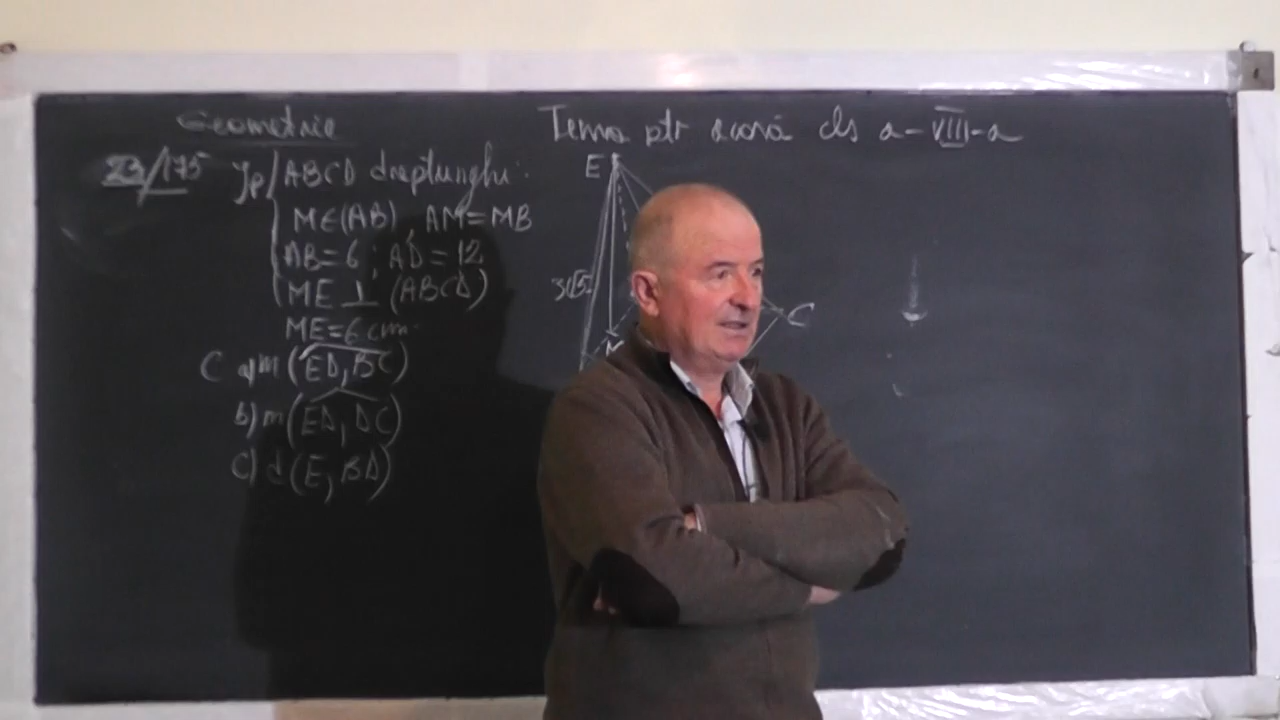 Geometrie
Tema ptr acasă cls a-VIII-a
23/175 Ip ABCD dreptunghi
M∈(AB), AM=MB
AB=6, AD=12
ME ⊥ (ABCD)
ME=6 cm
C a) m(ED,BC)
b) m(ED,DC)
c) d(E,BD)
E
3√5
M
C